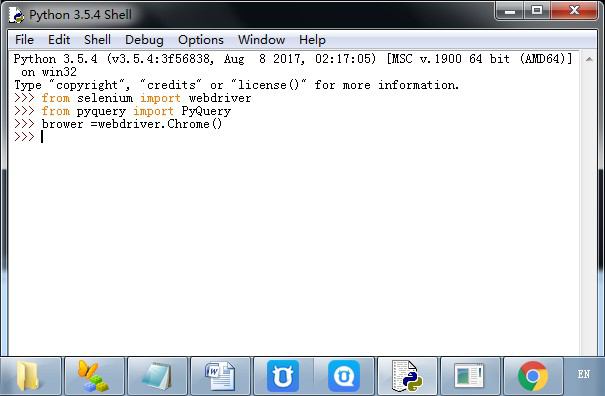 Python 3.5.4 Shell
File Edit Shell Debug Options Window Help
Python 3.5.4 (v3.5.4:3f56838, Aug  8 2017, 02:17:05) [MSC v.1900 64 bit (AMD64)]
 on win32
Type "copyright", "credits" or "license()" for more information.
>>> from selenium import webdriver
>>> from pyquery import PyQuery
>>> brower =webdriver.Chrome()
>>>
EN